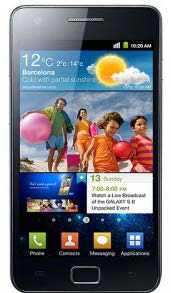 SAMSUNG
10:20 AM
12°C
2°C ~ 14°C
Barcelona
Cold with partial sunshine
13 Sunday
7:00-8:00 PM
Watch a Live Broadcast
of the GALAXY S II
Unpacked Event
Phone
Contacts
Messaging
Applications